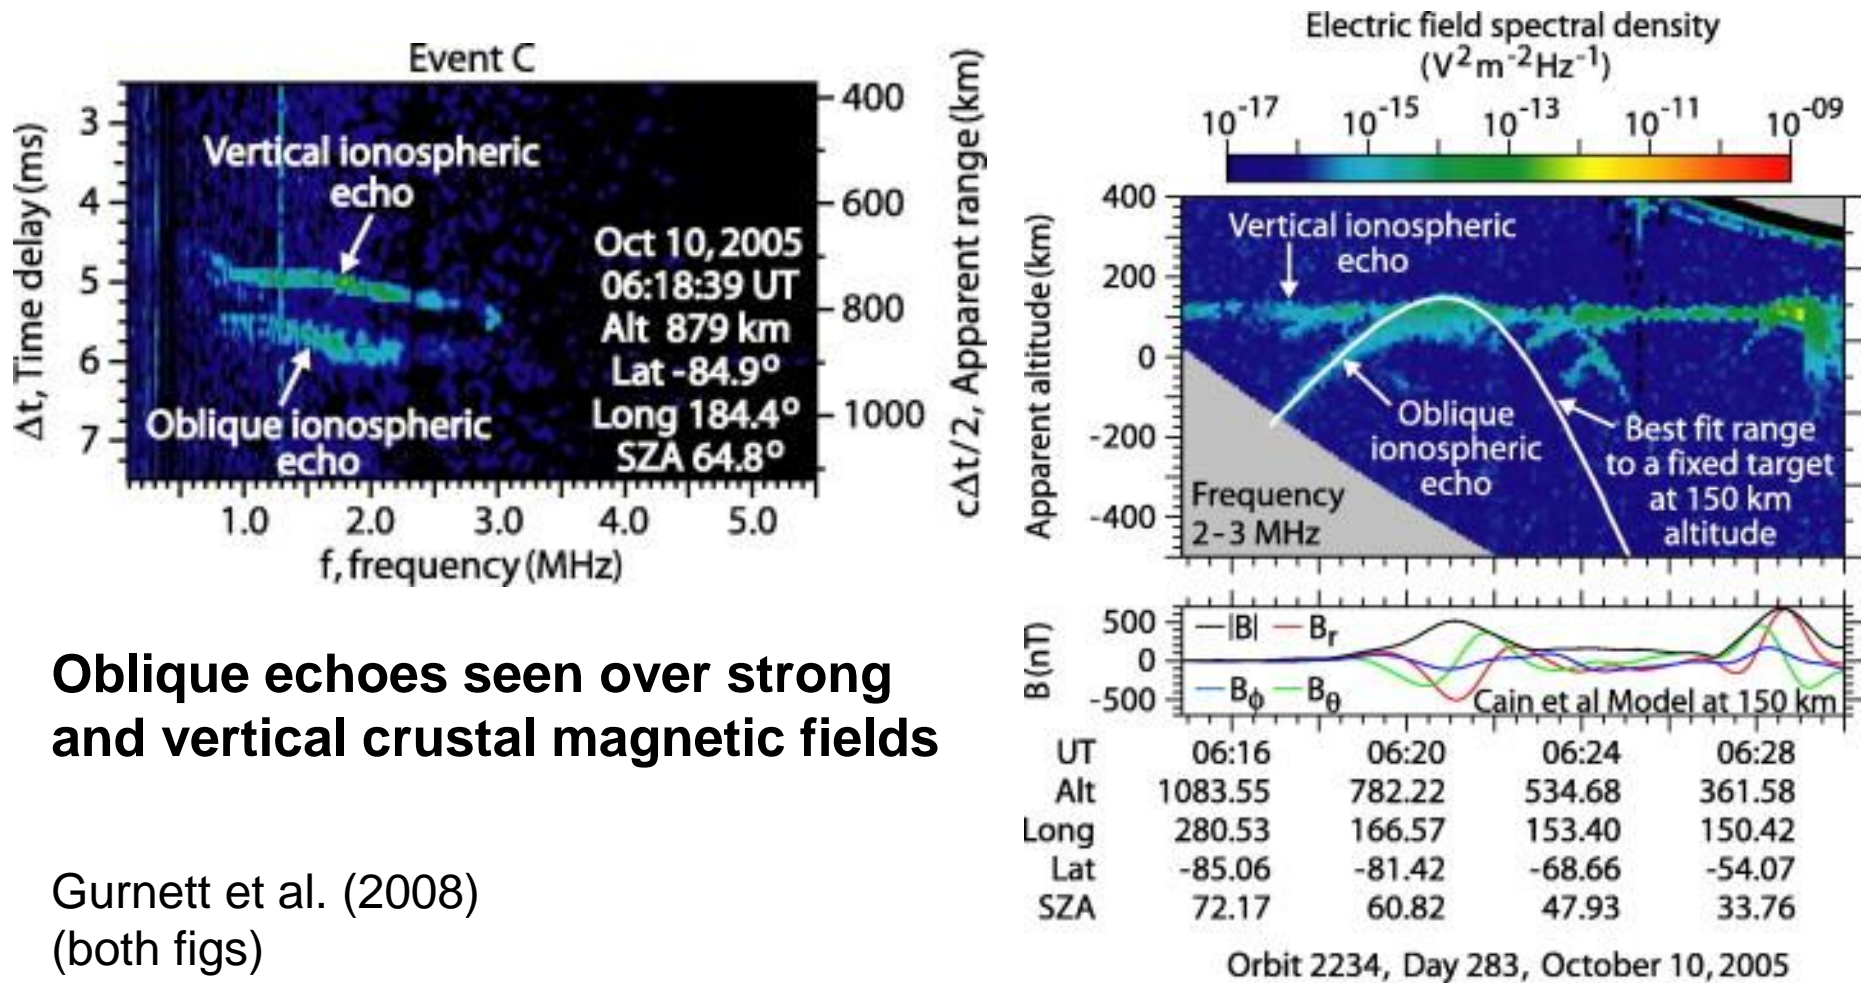 Event C
Δt, Time delay (ms)
3
4
5
6
7
400
600
800
1000
cΔt/2, Apparent range (km)
Vertical ionospheric
echo
Oblique ionospheric
echo
Oct 10, 2005
06:18:39 UT
Alt 879 km
Lat -84.9°
Long 184.4°
SZA 64.8°
1.0 2.0 3.0 4.0 5.0
f, frequency (MHz)
Oblique echoes seen over strong
and vertical crustal magnetic fields
Gurnett et al. (2008)
(both figs)
Electric field spectral density
(V²m⁻²Hz⁻¹)
10⁻¹⁷ 10⁻¹⁵ 10⁻¹³ 10⁻¹¹ 10⁻⁰⁹
Apparent altitude (km)
400
200
0
-200
-400
Vertical ionospheric
echo
Oblique
ionospheric
echo
Best fit range
to a fixed target
at 150 km
altitude
Frequency
2-3 MHz
B (nT)
500
0
-500
|B| Bᵣ
Bϕ Bθ
Cain et al Model at 150 km
UT 06:16 06:20 06:24 06:28
Alt 1083.55 782.22 534.68 361.58
Long 280.53 166.57 153.40 150.42
Lat -85.06 -81.42 -68.66 -54.07
SZA 72.17 60.82 47.93 33.76
Orbit 2234, Day 283, October 10, 2005